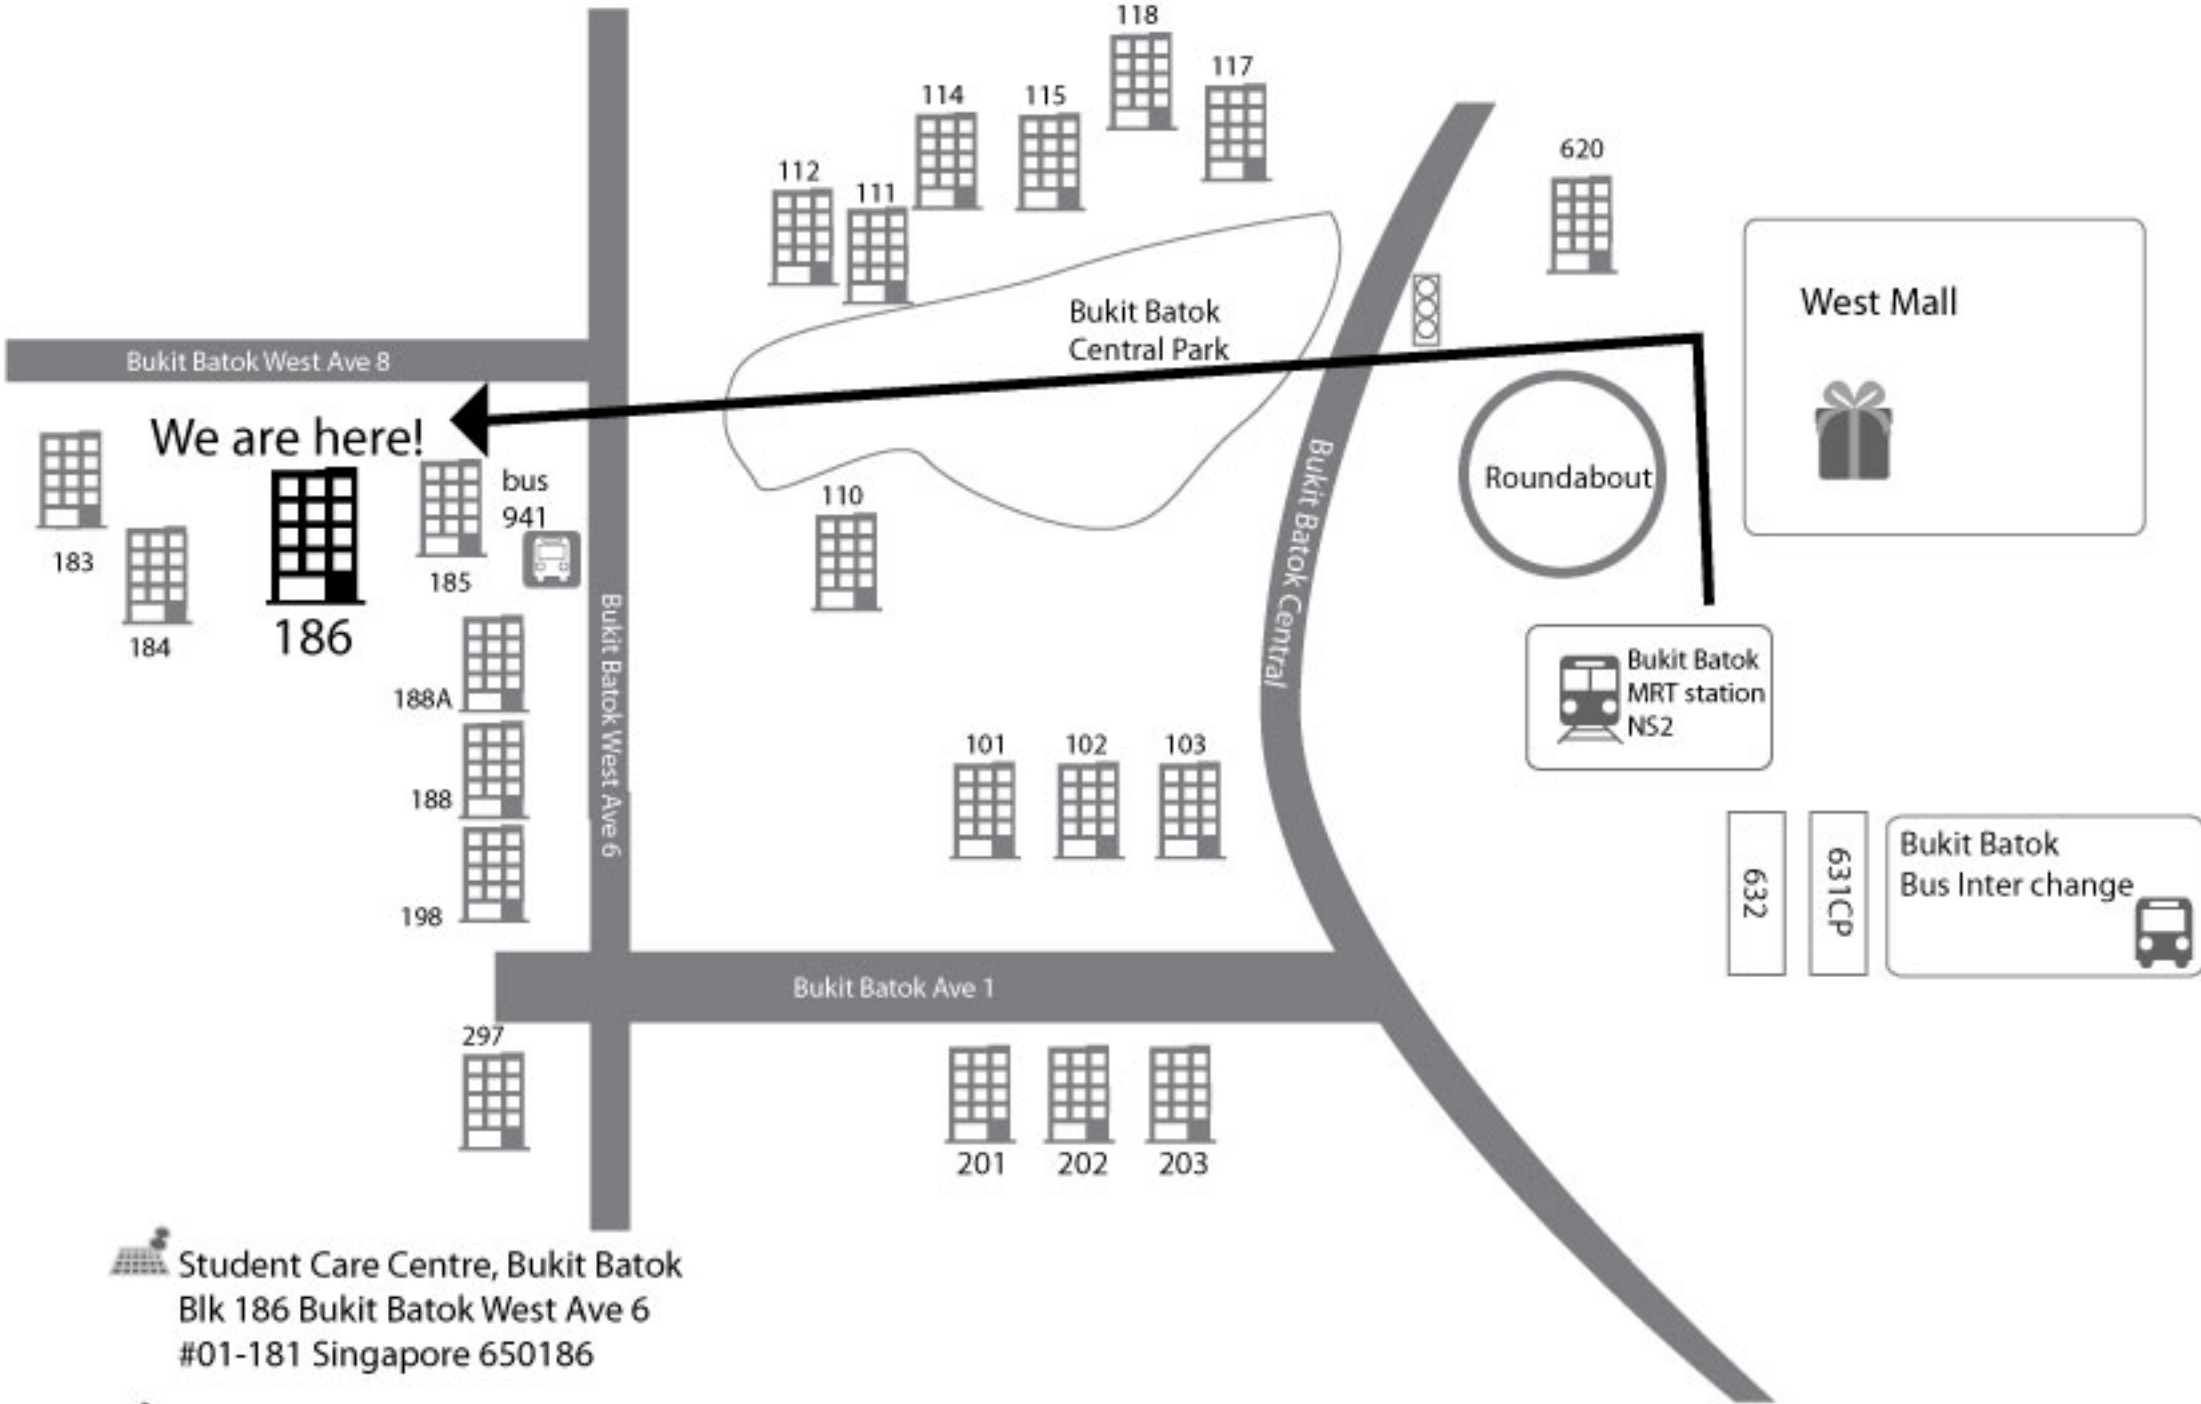 118
117
114
115
620
112
111
West Mall
Bukit Batok
Central Park
Bukit Batok West Ave 8
We are here!
bus
941
Roundabout
Bukit Batok Central
110
183
185
184
186
Bukit Batok West Ave 6
Bukit Batok
MRT station
NS2
188A
188
198
101
102
103
632
631CP
Bukit Batok
Bus Inter change
Bukit Batok Ave 1
297
201
202
203
Student Care Centre, Bukit Batok
Blk 186 Bukit Batok West Ave 6
#01-181 Singapore 650186